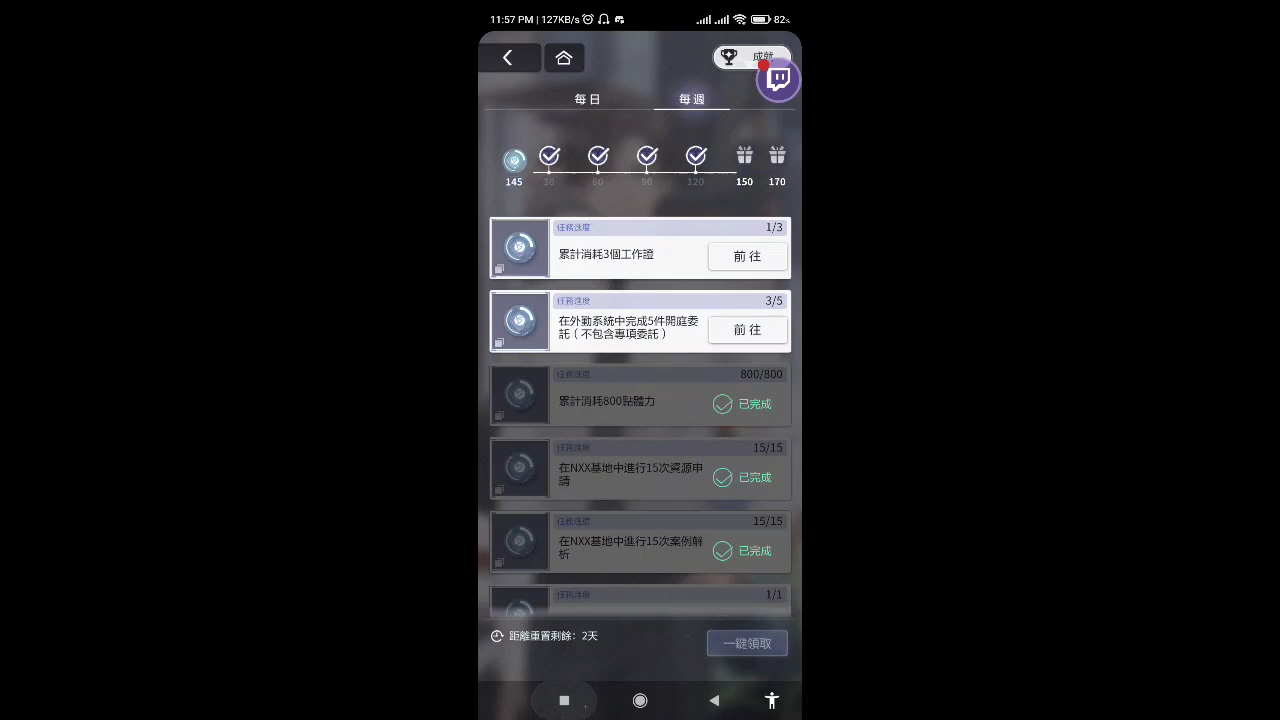 11:57 PM | 127KB/s 82%
成就
每日 每週
145 30 60 90 120 150 170
任務進度 1/3
累計消耗3個工作證
前往
任務進度 3/5
在外勤系統中完成5件開庭委
託(不包含專項委託)
前往
任務進度 800/800
累計消耗800點體力
已完成
任務進度 15/15
在NXX基地中進行15次資源申
請
已完成
任務進度 15/15
在NXX基地中進行15次案例解
析
已完成
任務進度 1/1
距離重置剩餘：2天
一鍵領取